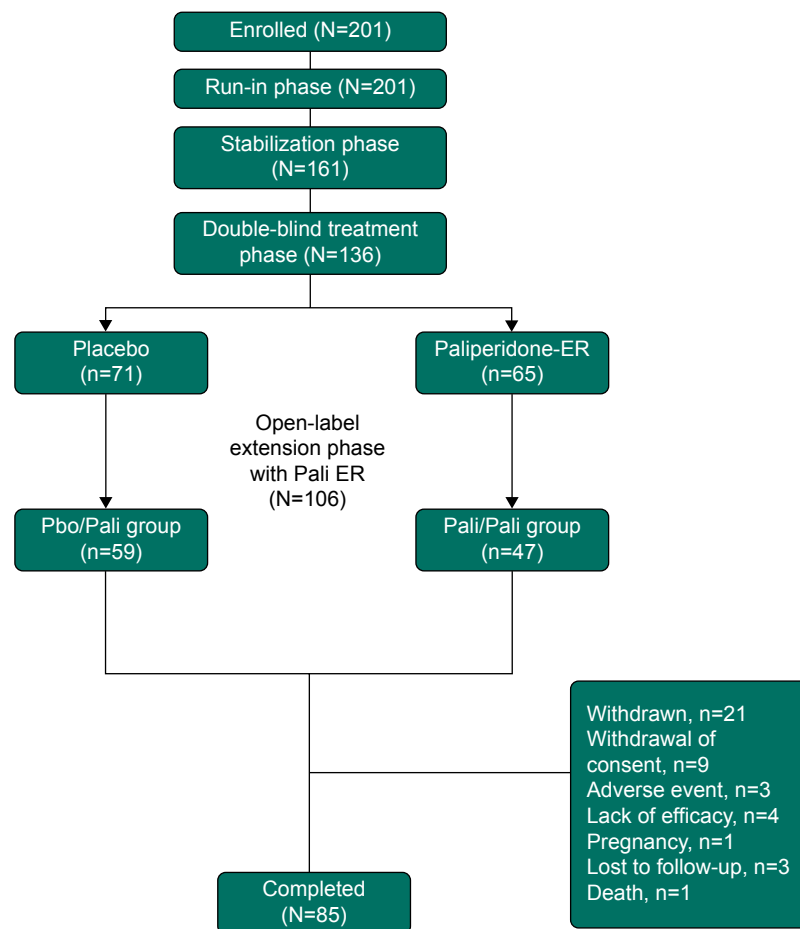 Enrolled (N=201)
Run-in phase (N=201)
Stabilization phase
(N=161)
Double-blind treatment
phase (N=136)
Placebo
(n=71)
Paliperidone-ER
(n=65)
Open-label
extension phase
with Pali ER
(N=106)
Pbo/Pali group
(n=59)
Pali/Pali group
(n=47)
Withdrawn, n=21
Withdrawal of
consent, n=9
Adverse event, n=3
Lack of efficacy, n=4
Pregnancy, n=1
Lost to follow-up, n=3
Death, n=1
Completed
(N=85)